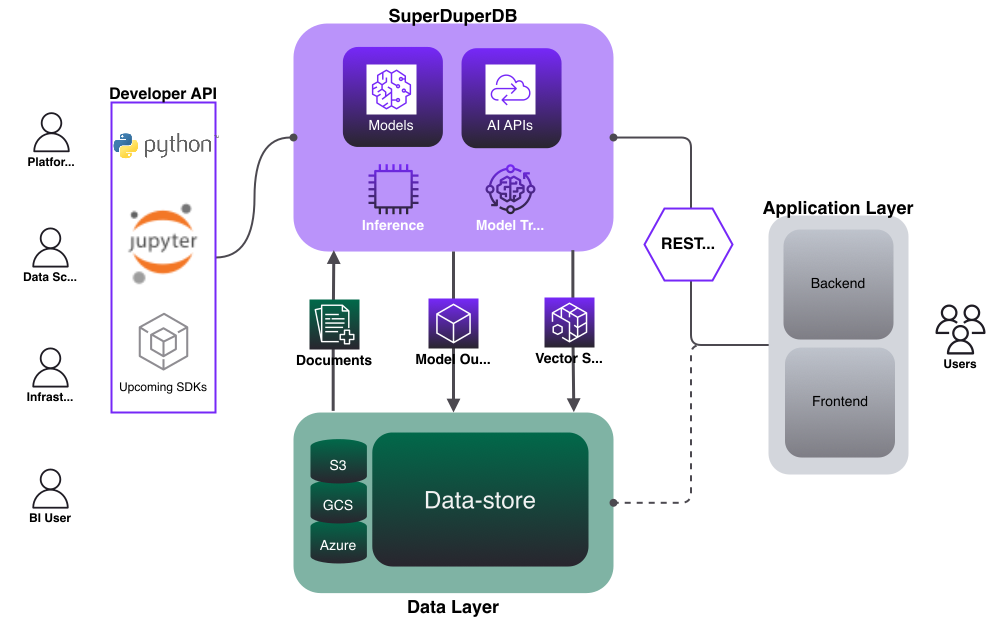 SuperDuperDB
Models
AI APIs
Inference
Model Tr...
Developer API
python
jupyter
Upcoming SDKs
Platfor...
Data Sc...
Infrast...
BI User
REST...
Application Layer
Backend
Frontend
Users
Documents
Model Ou...
Vector S...
S3
GCS
Azure
Data-store
Data Layer